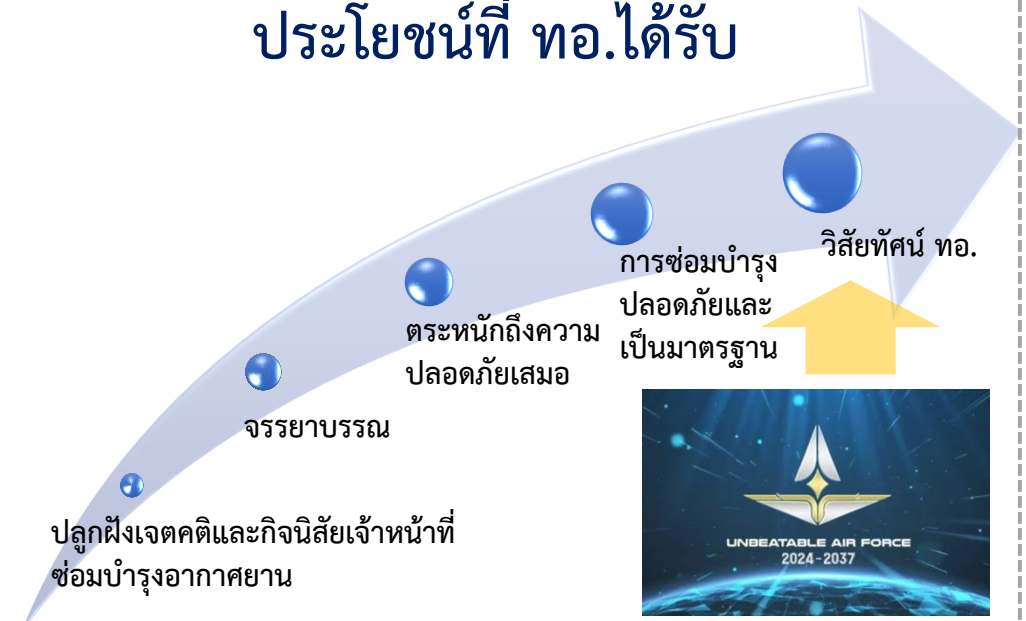 ประโยชน์ที่ ทอ.ได้รับ
วิสัยทัศน์ ทอ.
การซ่อมบำรุง
ปลอดภัยและ
เป็นมาตรฐาน
ตระหนักถึงความ
ปลอดภัยเสมอ
จรรยาบรรณ
ปลูกฝังเจตคติและกิจนิสัยเจ้าหน้าที่
ซ่อมบำรุงอากาศยาน
UNBEATABLE AIR FORCE
2024-2037